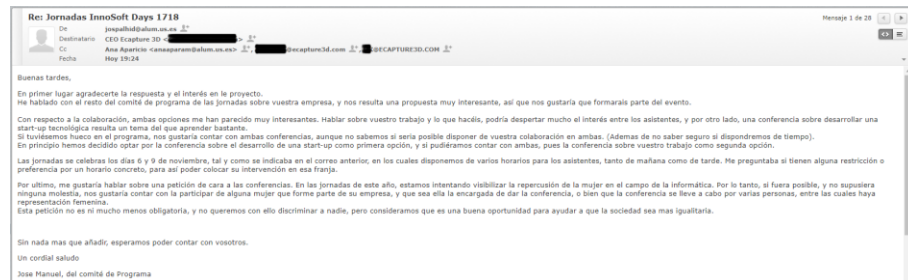 Re: Jornadas InnoSoft Days 1718
Mensaje 1 de 28
De jospalhid@alum.us.es
Destinatario CEO Ecapture 3D <
Cc Ana Aparicio <anaaparam@alum.us.es> , @ecapture3d.com , @ECAPTURE3D.COM
Fecha Hoy 19:24
Buenas tardes,
En primer lugar agradecerte la respuesta y el interés en le proyecto.
He hablado con el resto del comité de programa de las jornadas sobre vuestra empresa, y nos resulta una propuesta muy interesante, así que nos gustaría que formarais parte del evento.
Con respecto a la colaboración, ambas opciones me han parecido muy interesantes. Hablar sobre vuestro trabajo y lo que hacéis, podría despertar mucho el interés entre los asistentes, y por otro lado, una conferencia sobre desarrollar una
start-up tecnológica resulta un tema del que aprender bastante.
Si tuviésemos hueco en el programa, nos gustaría contar con ambas conferencias, aunque no sabemos si seria posible disponer de vuestra colaboración en ambas. (Ademas de no saber seguro si dispondremos de tiempo).
En principio hemos decidido optar por la conferencia sobre el desarrollo de una start-up como primera opción, y si pudiéramos contar con ambas, pues la conferencia sobre vuestro trabajo como segunda opción.
Las jornadas se celebras los días 6 y 9 de noviembre, tal y como se indicaba en el correo anterior, en los cuales disponemos de varios horarios para los asistentes, tanto de mañana como de tarde. Me preguntaba si tienen alguna restricción o
preferencia por un horario concreto, para así poder colocar su intervención en esa franja.
Por ultimo, me gustaría hablar sobre una petición de cara a las conferencias. En las jornadas de este año, estamos intentando visibilizar la repercusión de la mujer en el campo de la informática. Por lo tanto, si fuera posible, y no supusiera
ninguna molestia, nos gustaría contar con la participar de alguna mujer que forme parte de su empresa, y que sea ella la encargada de dar la conferencia, o bien que la conferencia se lleve a cabo por varias personas, entre las cuales haya
representación femenina.
Esta petición no es ni mucho menos obligatoria, y no queremos con ello discriminar a nadie, pero consideramos que es una buena oportunidad para ayudar a que la sociedad sea mas igualitaria.
Sin nada mas que añadir, esperamos poder contar con vosotros.
Un cordial saludo
Jose Manuel, del comité de Programa